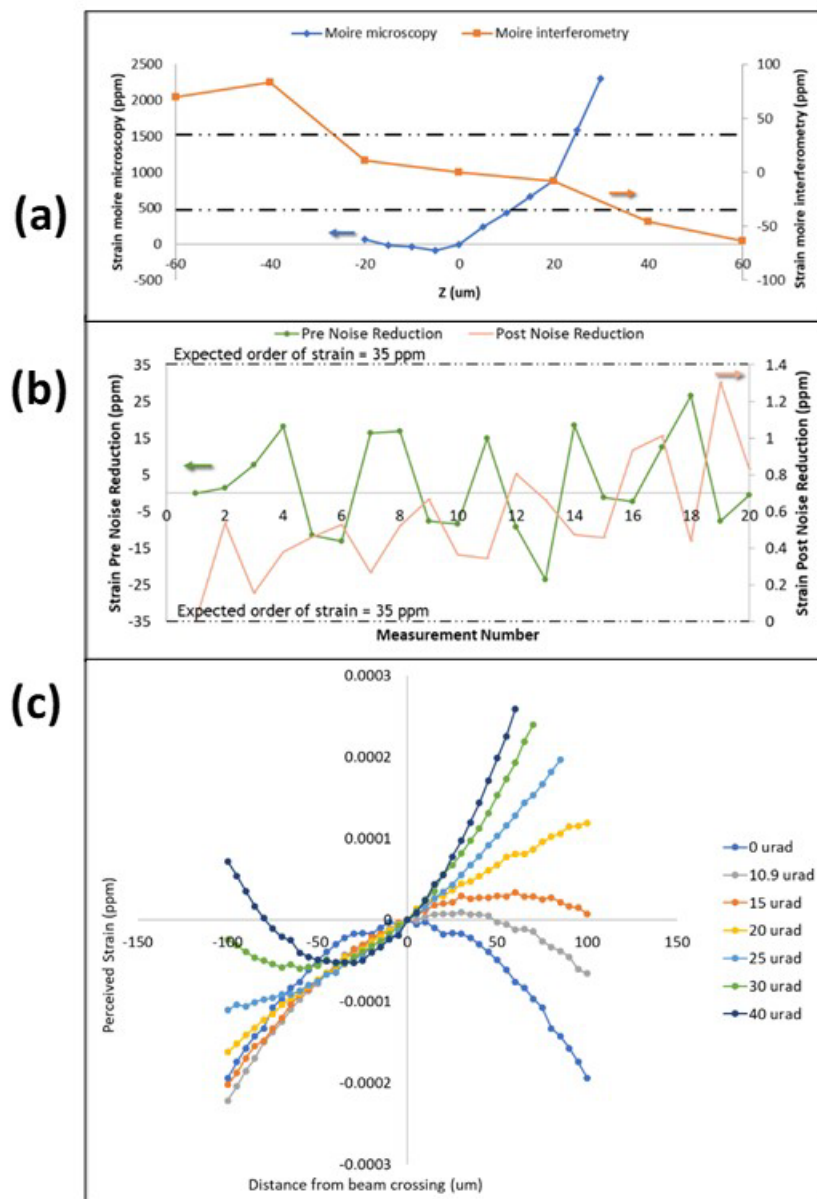 (a)
Moire microscopy
Moire interferometry
Strain moire microscopy (ppm)
2500
2000
1500
1000
500
0
-500
100
50
0
-50
-100
Strain moire interferometry (ppm)
-60 -40 -20 0 20 40 60
Z (um)
(b)
Pre Noise Reduction
Post Noise Reduction
Expected order of strain = 35 ppm
Strain Pre Noise Reduction (ppm)
35
25
15
5
-5
-15
-25
-35
0 2 4 6 8 10 12 14 16 18 20
1.4
1.2
1
0.8
0.6
0.4
0.2
0
Strain Post Noise Reduction (ppm)
Expected order of strain = 35 ppm
Measurement Number
(c)
Perceived Strain (ppm)
0.0003
0.0002
0.0001
0
-0.0001
-0.0002
-0.0003
-150 -100 -50 0 50 100 150
0 urad
10.9 urad
15 urad
20 urad
25 urad
30 urad
40 urad
Distance from beam crossing (um)